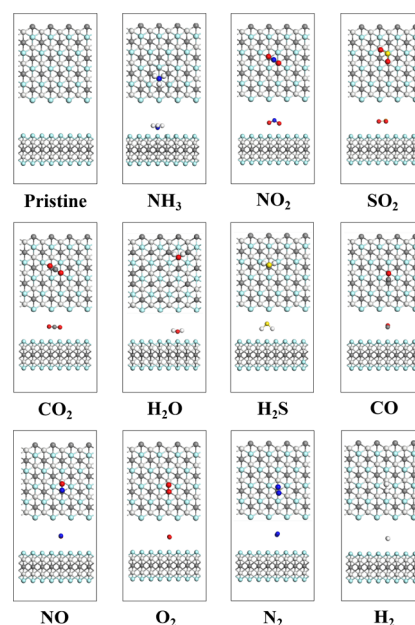 Pristine NH₃ NO₂ SO₂
CO₂ H₂O H₂S CO
NO O₂ N₂ H₂